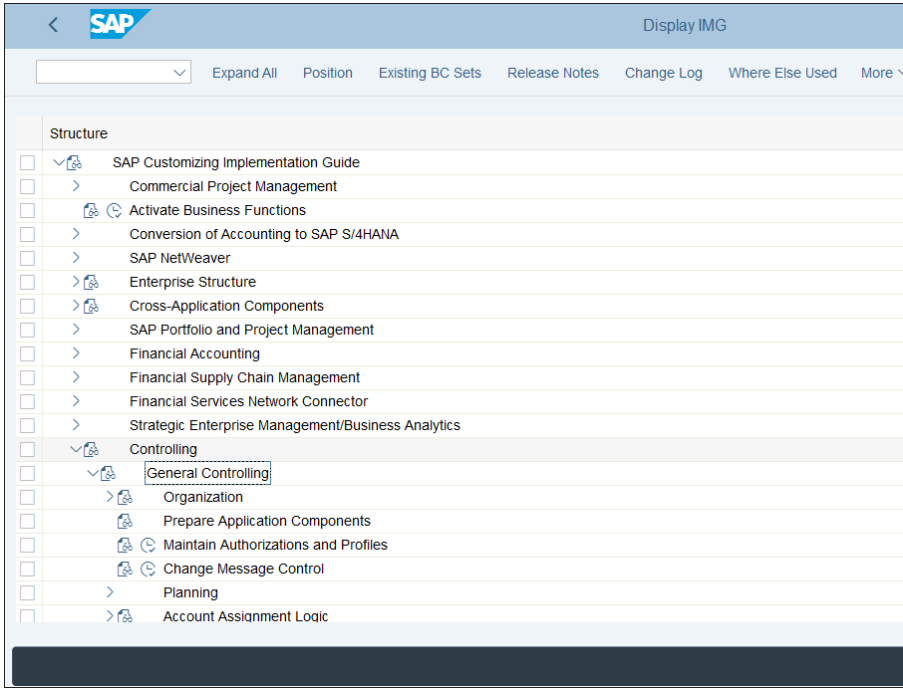 SAP Display IMG
Expand All Position Existing BC Sets Release Notes Change Log Where Else Used More
Structure
SAP Customizing Implementation Guide
Commercial Project Management
Activate Business Functions
Conversion of Accounting to SAP S/4HANA
SAP NetWeaver
Enterprise Structure
Cross-Application Components
SAP Portfolio and Project Management
Financial Accounting
Financial Supply Chain Management
Financial Services Network Connector
Strategic Enterprise Management/Business Analytics
Controlling
General Controlling
Organization
Prepare Application Components
Maintain Authorizations and Profiles
Change Message Control
Planning
Account Assignment Logic